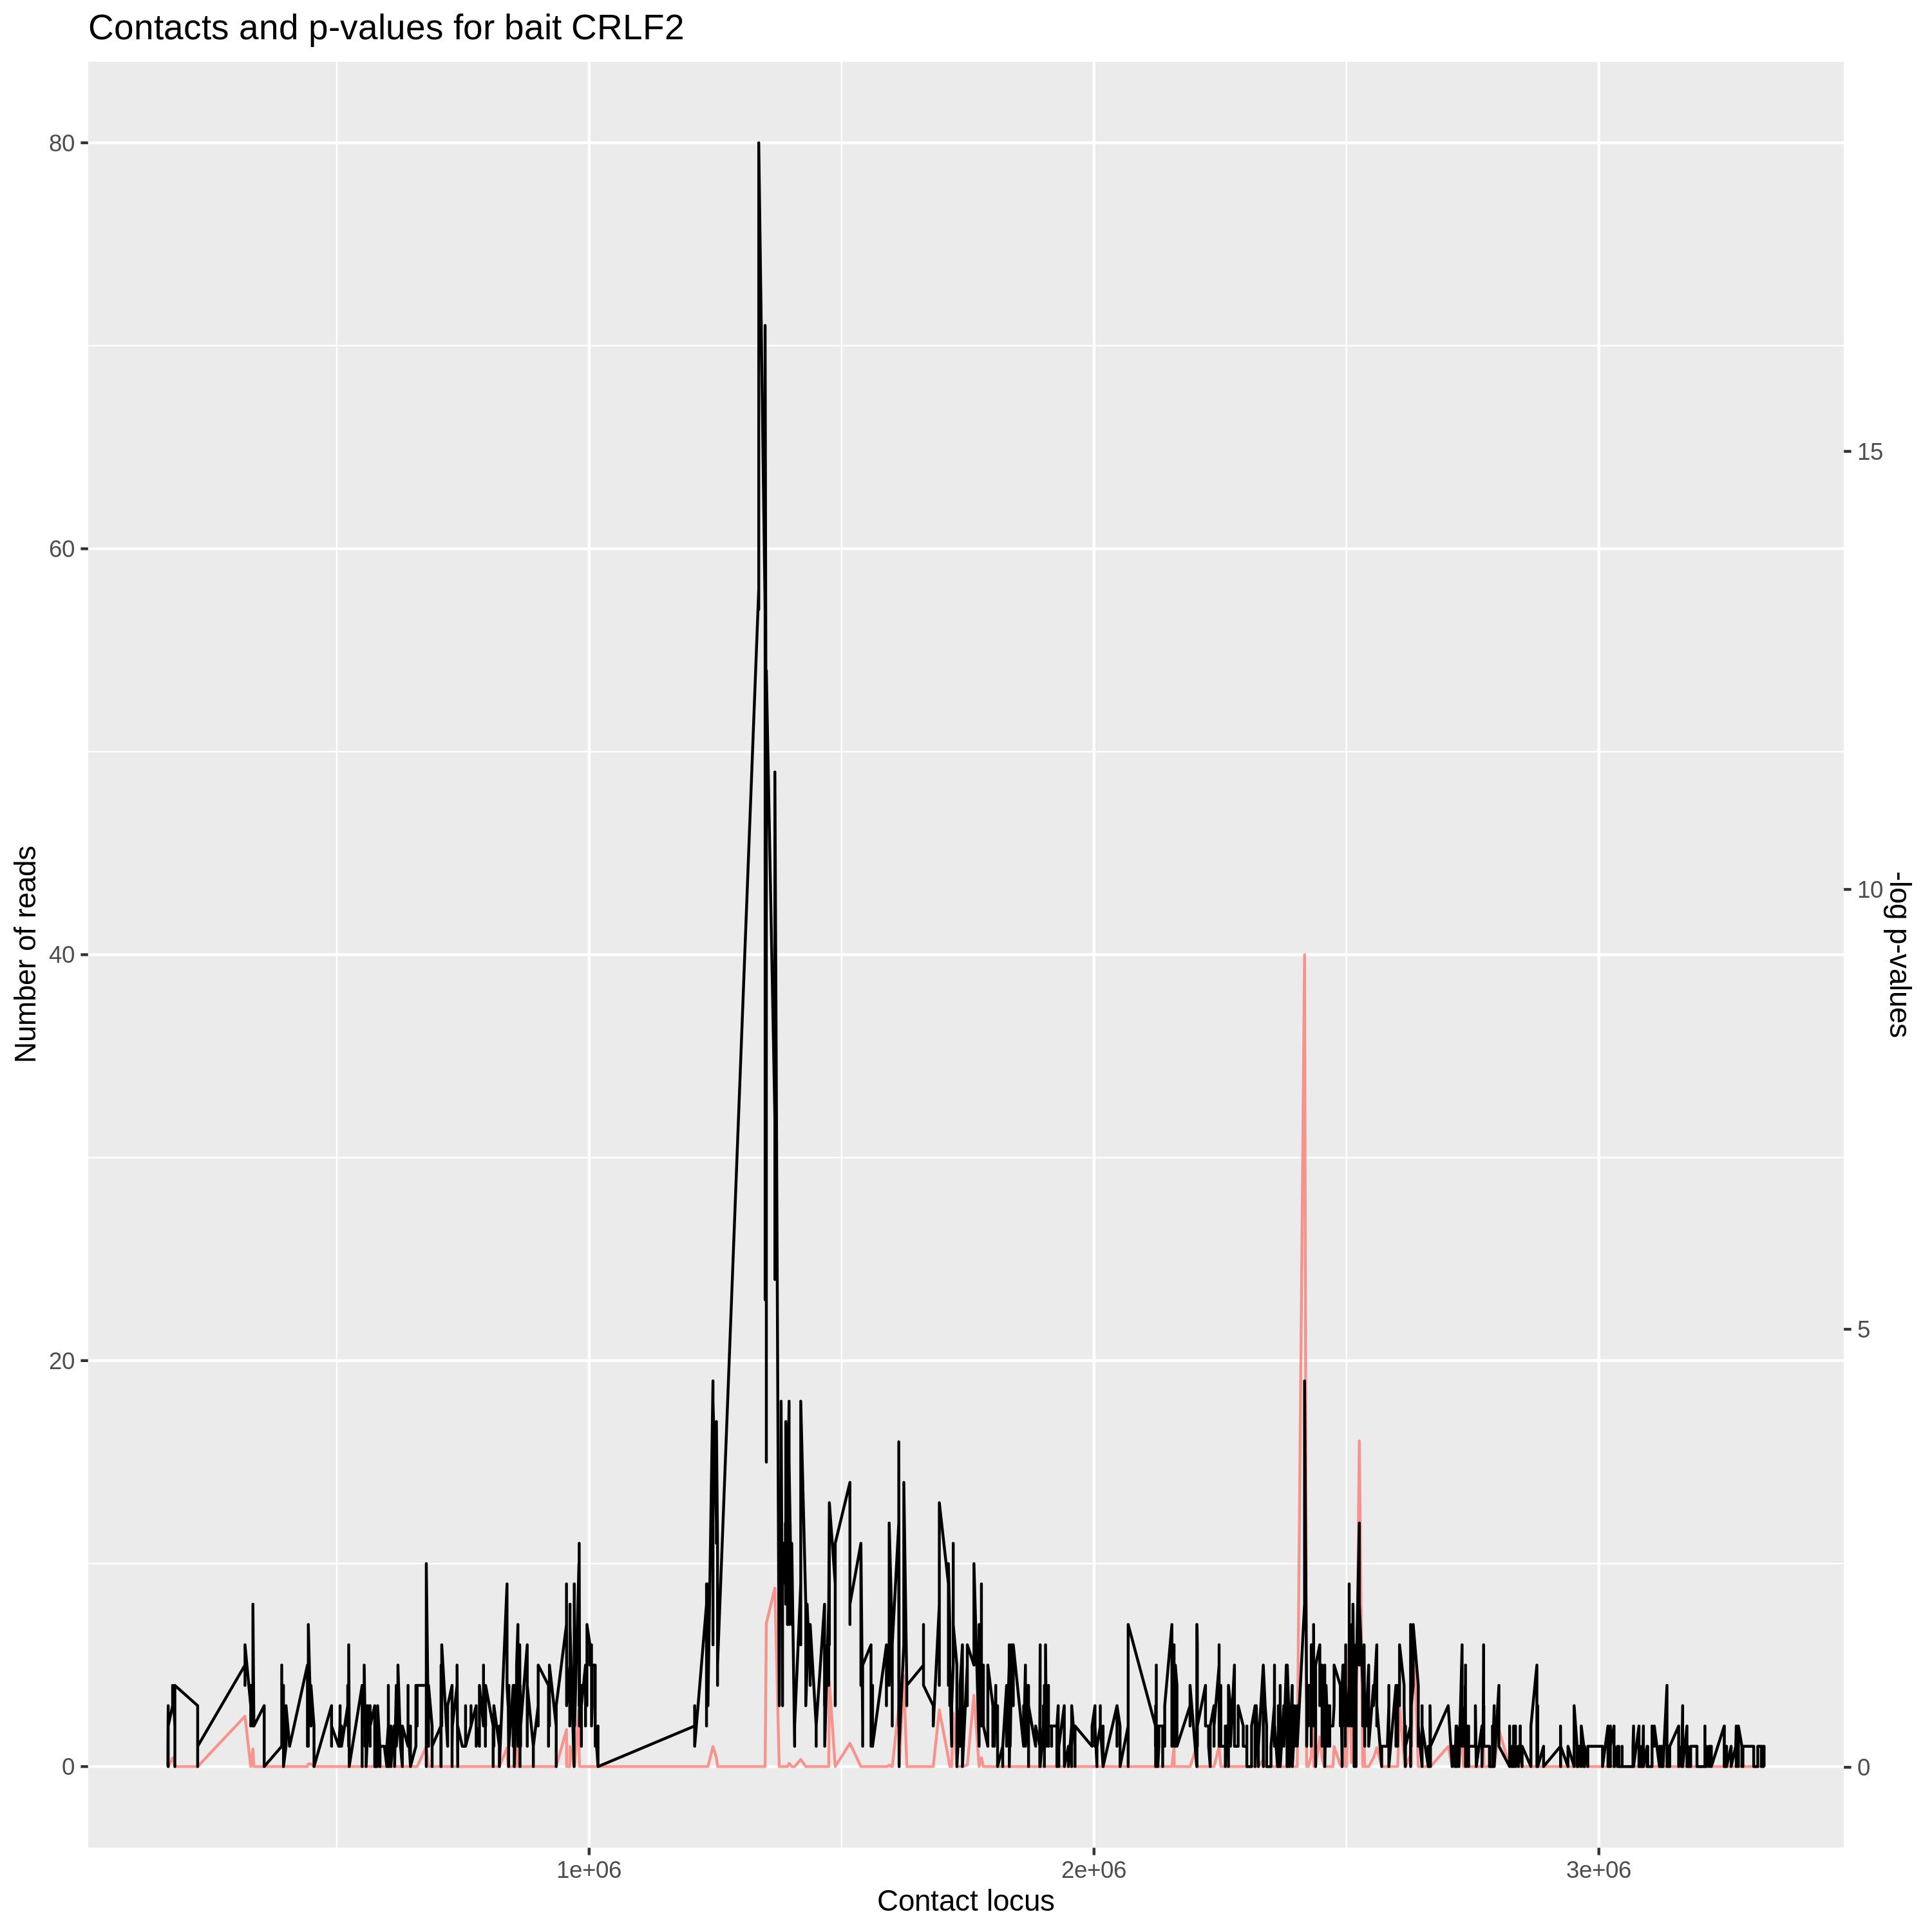 Contacts and p-values for bait CRLF2
80
60
40
20
0
Number of reads
15
10
5
0
-log p-values
1e+06
2e+06
3e+06
Contact locus